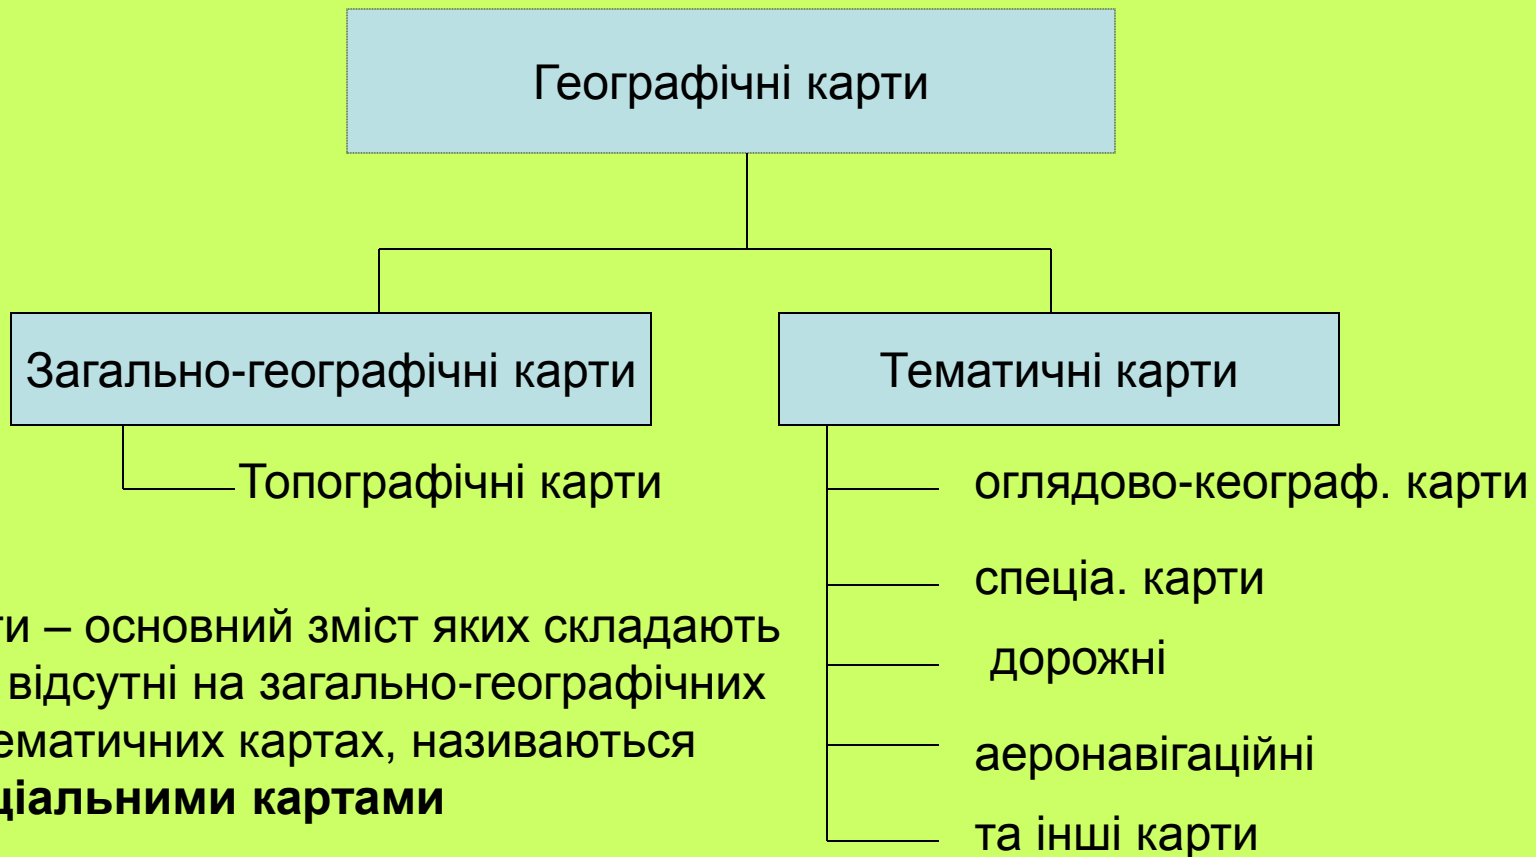 Географічні карти
Загально-географічні карти
Тематичні карти
Топографічні карти
оглядово-кеограф. карти
спеціа. карти
дорожні
аеронавігаційні
та інші карти
ти – основний зміст яких складають
відсутні на загально-географічних
ематичних картах, називаються
ціальними картами